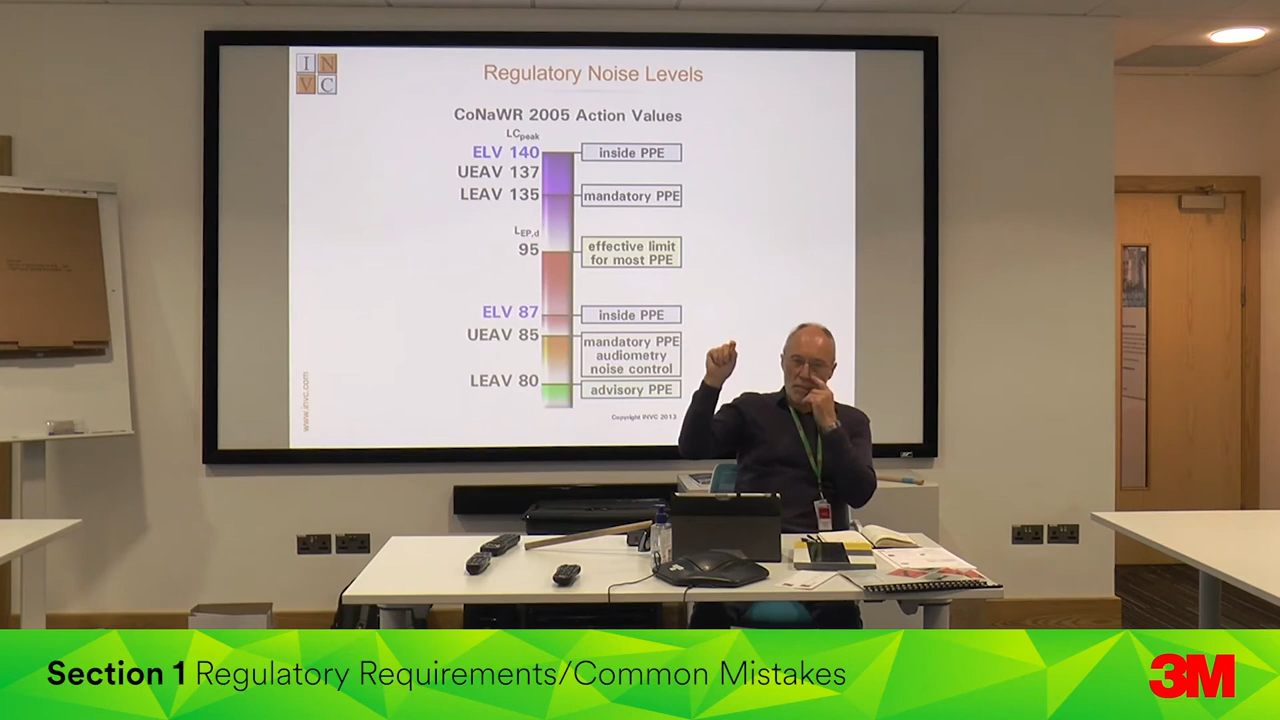 I N
V C
Regulatory Noise Levels
CoNaWR 2005 Action Values
LCpeak
ELV 140
inside PPE
UEAV 137
LEAV 135
mandatory PPE
LEP,d
95
effective limit
for most PPE
ELV 87
inside PPE
UEAV 85
mandatory PPE
audiometry
noise control
LEAV 80
advisory PPE
Copyright INVC 2013
www.invc.com
Section 1 Regulatory Requirements/Common Mistakes
3M